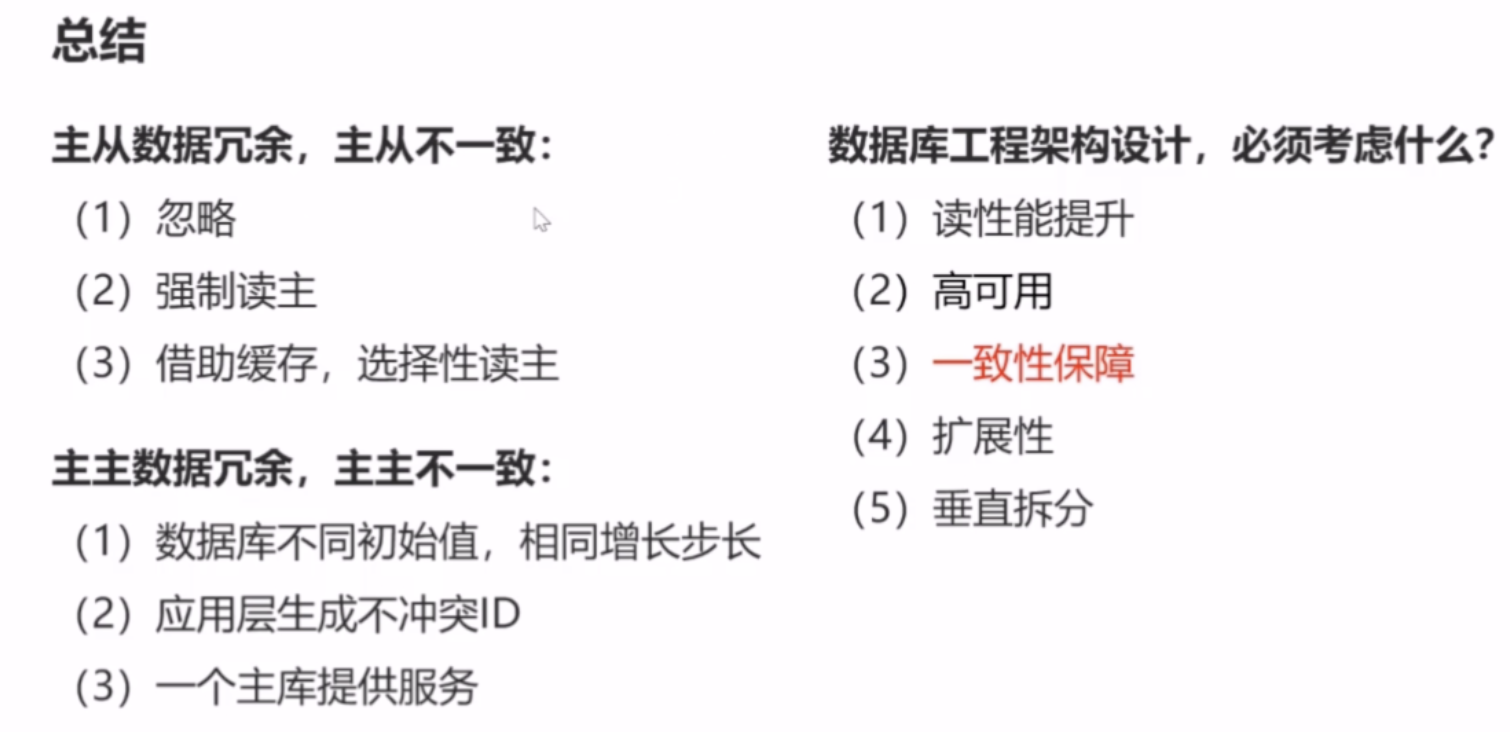 总结
主从数据冗余，主从不一致：
（1）忽略
（2）强制读主
（3）借助缓存，选择性读主
主主数据冗余，主主不一致：
（1）数据库不同初始值，相同增长步长
（2）应用层生成不冲突ID
（3）一个主库提供服务
数据库工程架构设计，必须考虑什么？
（1）读性能提升
（2）高可用
（3）一致性保障
（4）扩展性
（5）垂直拆分